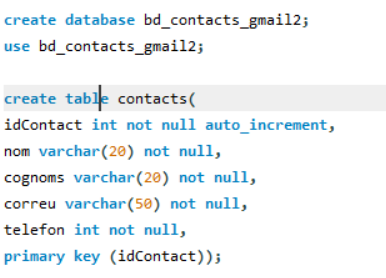 create database bd_contacts_gmail2;
use bd_contacts_gmail2;
create table contacts(
idContact int not null auto_increment,
nom varchar(20) not null,
cognoms varchar(20) not null,
correu varchar(50) not null,
telefon int not null,
primary key (idContact));